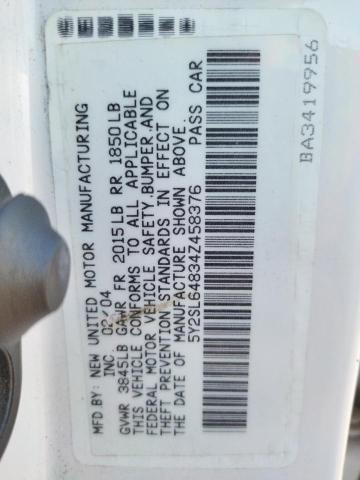 MFD BY: NEW UNITED MOTOR MANUFACTURING
INC 02/04
GVWR 3845LB GAWR FR 2015LB RR 1850LB
THIS VEHICLE CONFORMS TO ALL APPLICABLE
FEDERAL MOTOR VEHICLE SAFETY,BUMPER,AND
THEFT PREVENTION STANDARDS IN EFFECT ON
THE DATE OF MANUFACTURE SHOWN ABOVE.
5Y2SL64834Z458376 PASS CAR
BA3419956